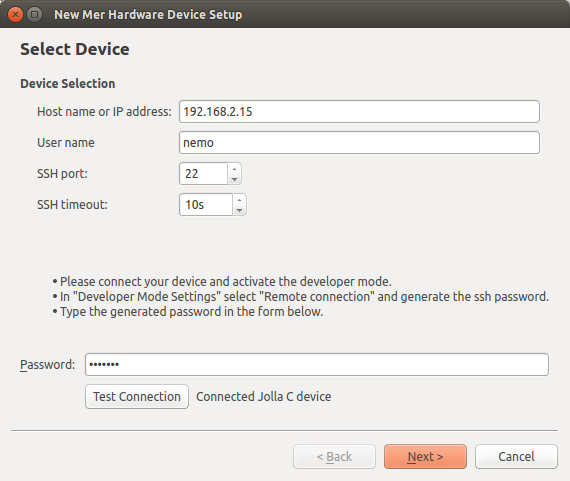 New Mer Hardware Device Setup
Select Device
Device Selection
Host name or IP address: 192.168.2.15
User name nemo
SSH port: 22
SSH timeout: 10s
• Please connect your device and activate the developer mode.
• In "Developer Mode Settings" select "Remote connection" and generate the ssh password.
• Type the generated password in the form below.
Password: •••••••
Test Connection Connected Jolla C device
< Back Next > Cancel